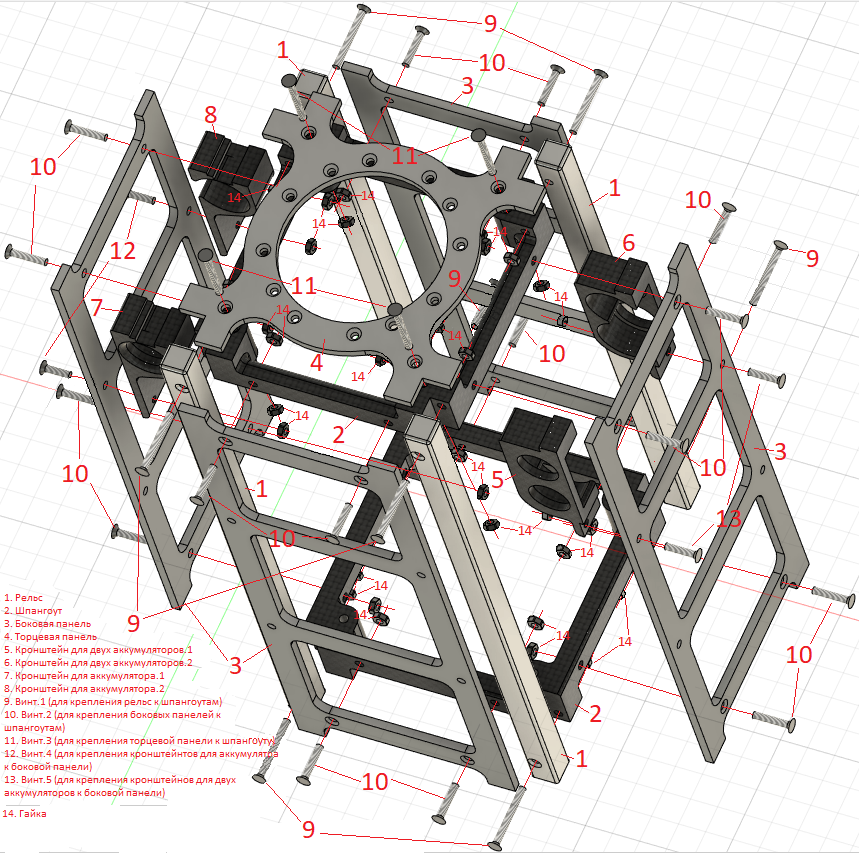 9
1
10
3
8
11
10
1
14
14
10
14
14
6
12
9
9
11
14
7
14
14
10
4
14
14
2
3
14
10
10
5
1
13
14
10
14
14
14
9
14
14
10
3
2
1
10
9
1. Рельс
2. Шпангоут
3. Боковая панель
4. Торцевая панель
5. Кронштейн для двух аккумуляторов.1
6. Кронштейн для двух аккумуляторов.2
7. Кронштейн для аккумулятора.1
8. Кронштейн для аккумулятора.2
9. Винт.1 (для крепления рельс к шпангоутам)
10. Винт.2 (для крепления боковых панелей к
шпангоутам)
11. Винт.3 (для крепления торцевой панели к шпангоуту
12. Винт.4 (для крепления кронштейнтов для аккумулятра
к боковой панели)
13. Винт.5 (для крепления кронштейнов для двух
аккумуляторов к боковой панели)
14. Гайка